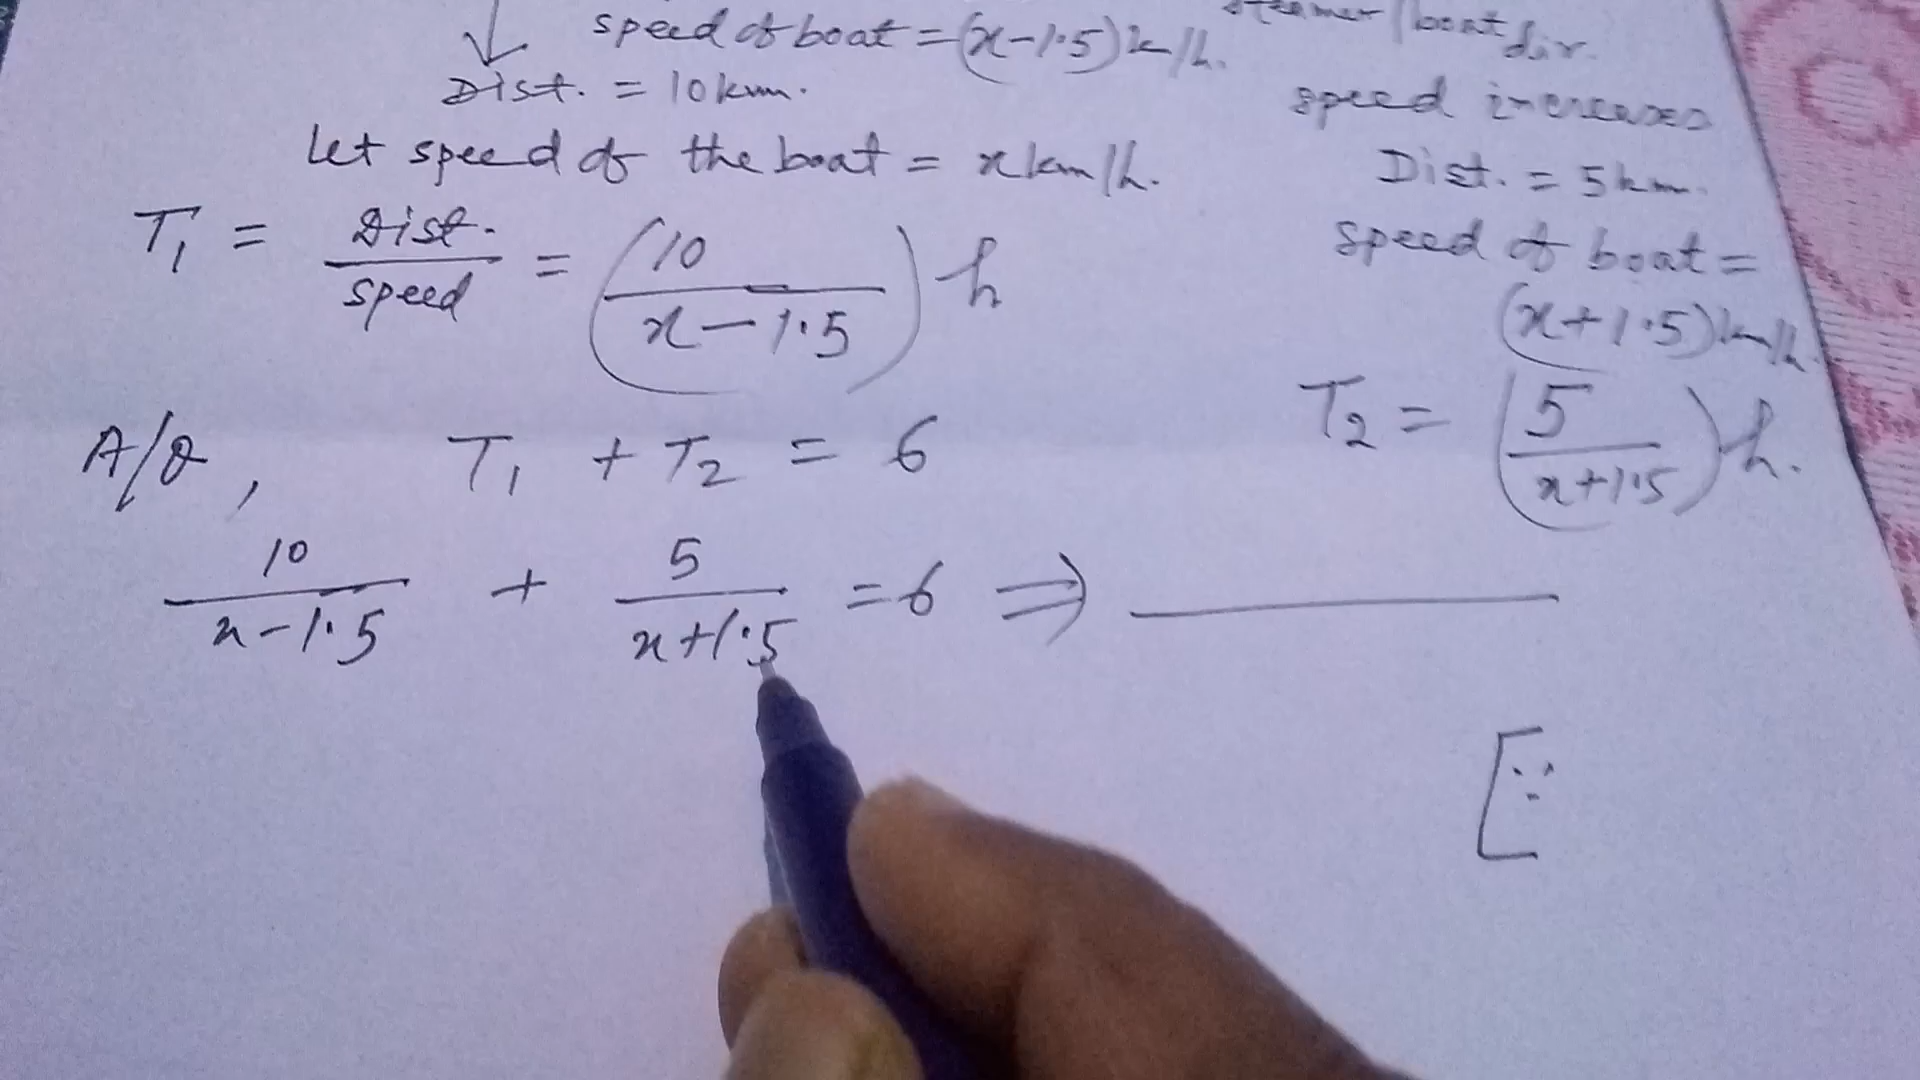 speed of boat = (x-1.5) k/h.
steamer/boat dir.
Dist. = 10 km.
speed increases
Let speed of the boat = x km/h.
Dist. = 5 km.
T₁ = Dist./speed = (10/(x-1.5)) h
speed of boat =
(x+1.5) km/h.
T₂ = (5/(x+1.5)) h.
A/Q, T₁ + T₂ = 6
10/(x-1.5) + 5/(x+1.5) = 6 ⇒
[∵